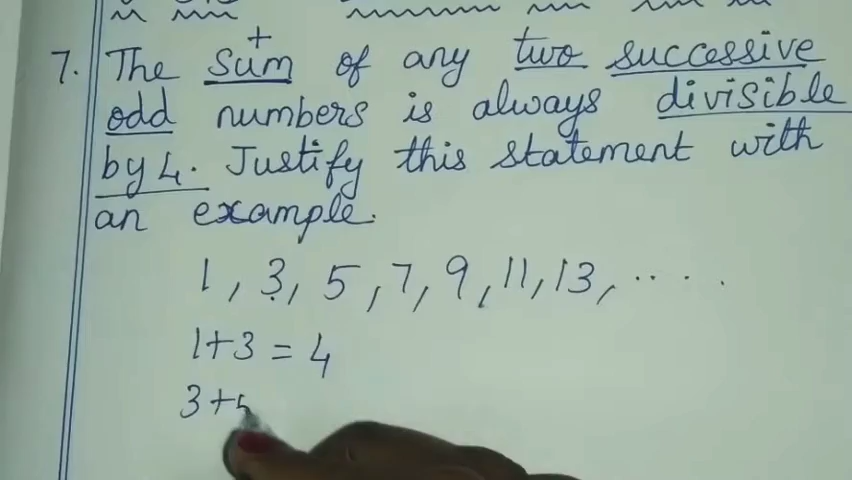 7. The sum of any two successive
odd numbers is always divisible
by 4. Justify this statement with
an example.
1, 3, 5, 7, 9, 11, 13, .....
1+3 = 4
3+5